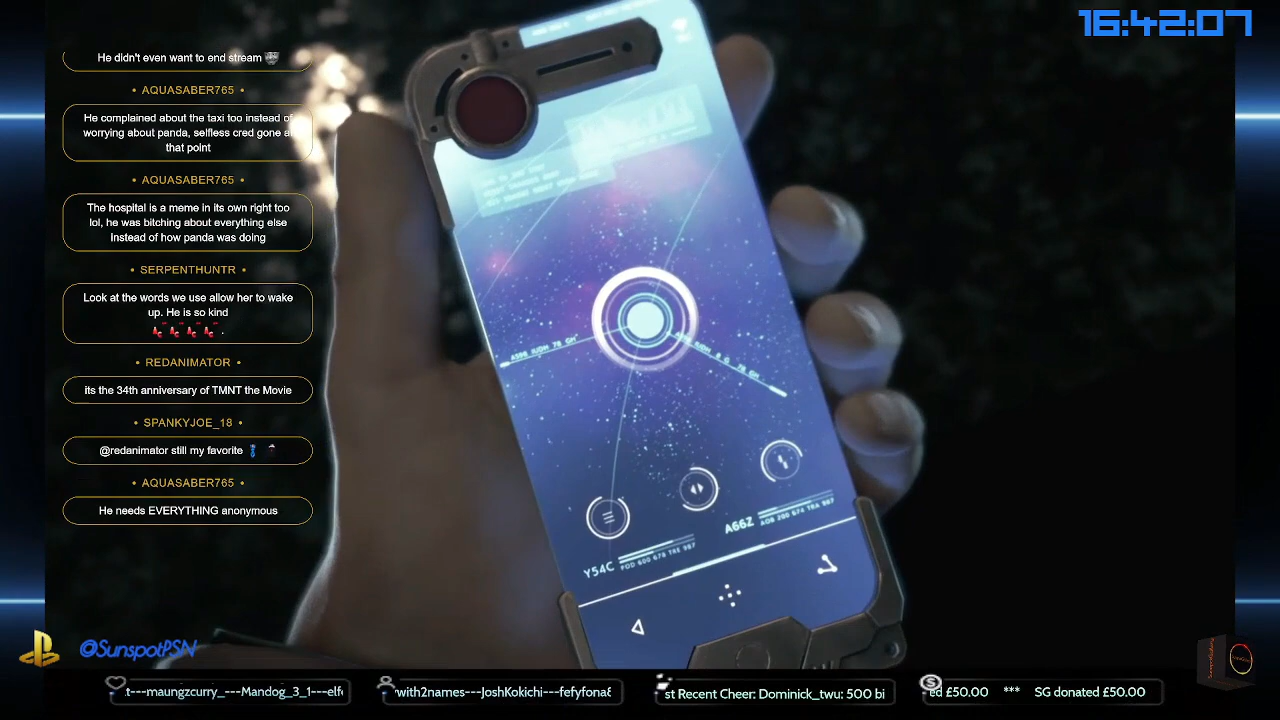 16:42:07
He didn't even want to end stream
• AQUASABER765 •
He complained about the taxi too instead of
worrying about panda, selfless cred gone at
that point
• AQUASABER765 •
The hospital is a meme in its own right too
lol, he was bitching about everything else
Instead of how panda was doing
• SERPENTHUNTR •
Look at the words we use allow her to wake
up. He is so kind
.
• REDANIMATOR •
its the 34th anniversary of TMNT the Movie
• SPANKYJOE_18 •
@redanimator still my favorite
• AQUASABER765 •
He needs EVERYTHING anonymous
A66Z
Y54C
@SunspotPSN
t---maungzcurry_---Mandog_3_1---elf
with2names---JoshKokichi---fefyfona
st Recent Cheer: Dominick_twu: 500 bi
ed £50.00 *** SG donated £50.00